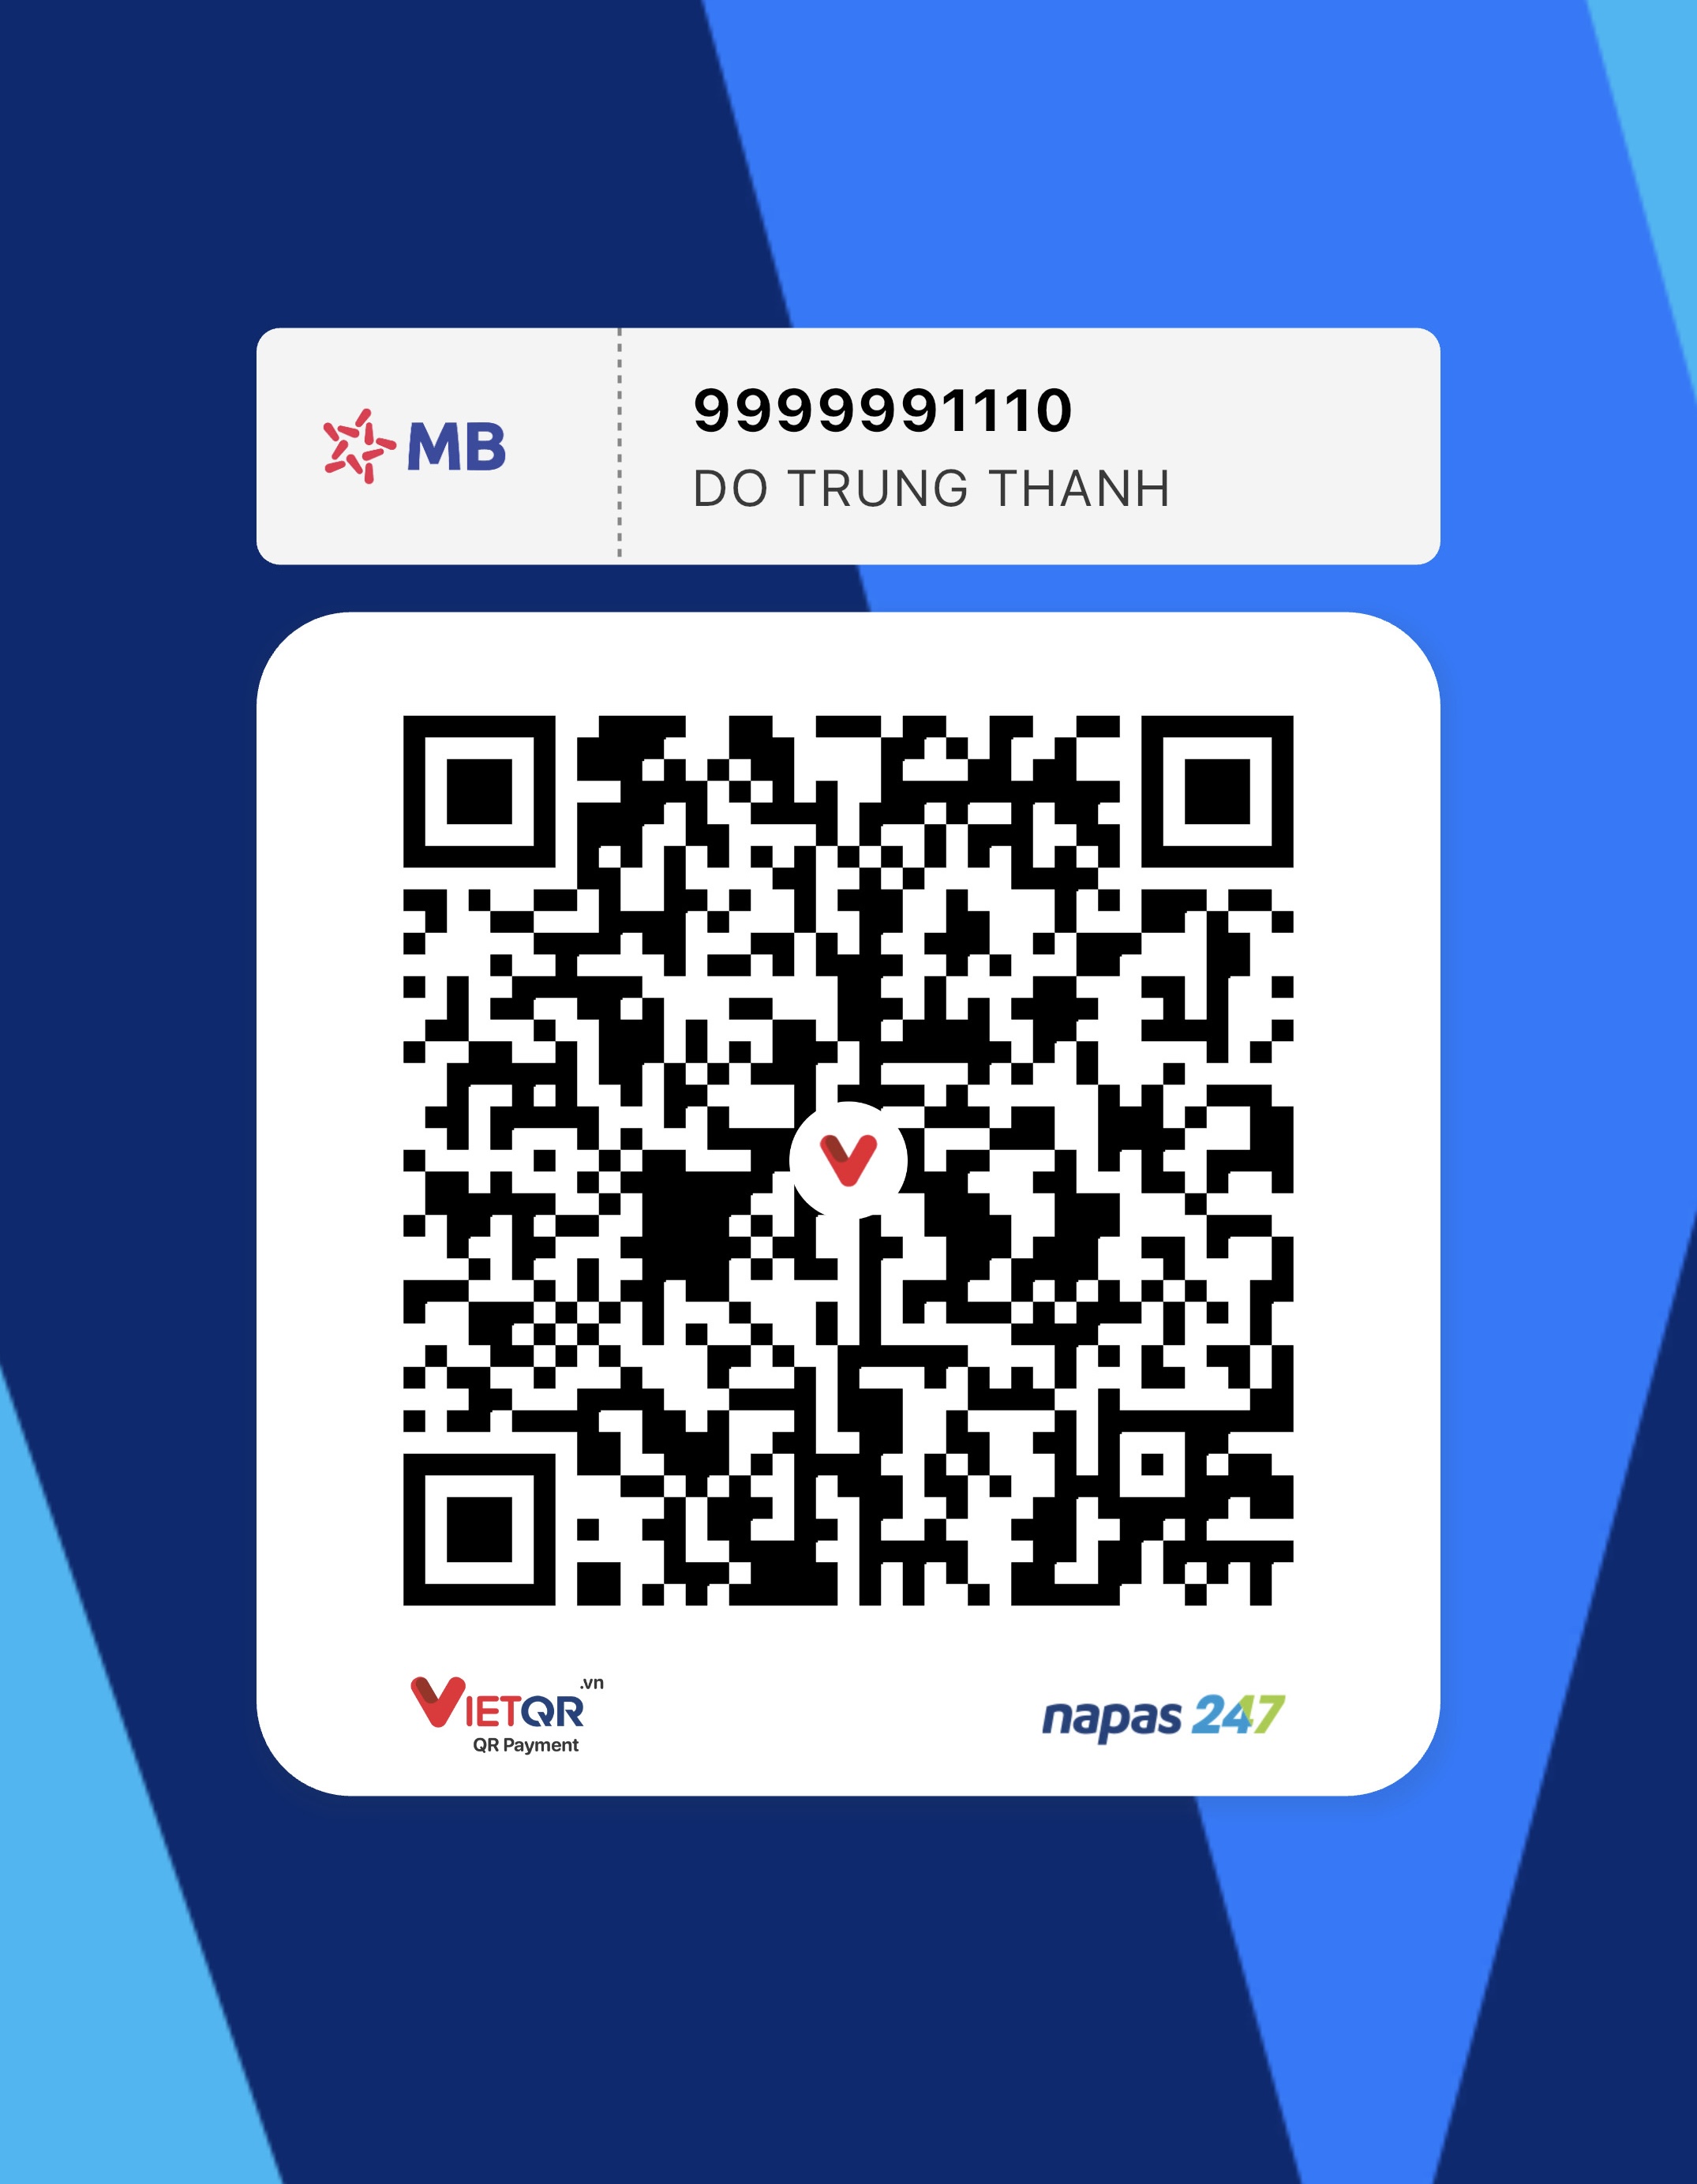 MB
9999991110
DO TRUNG THANH
VIETQR.vn
QR Payment
napas 247